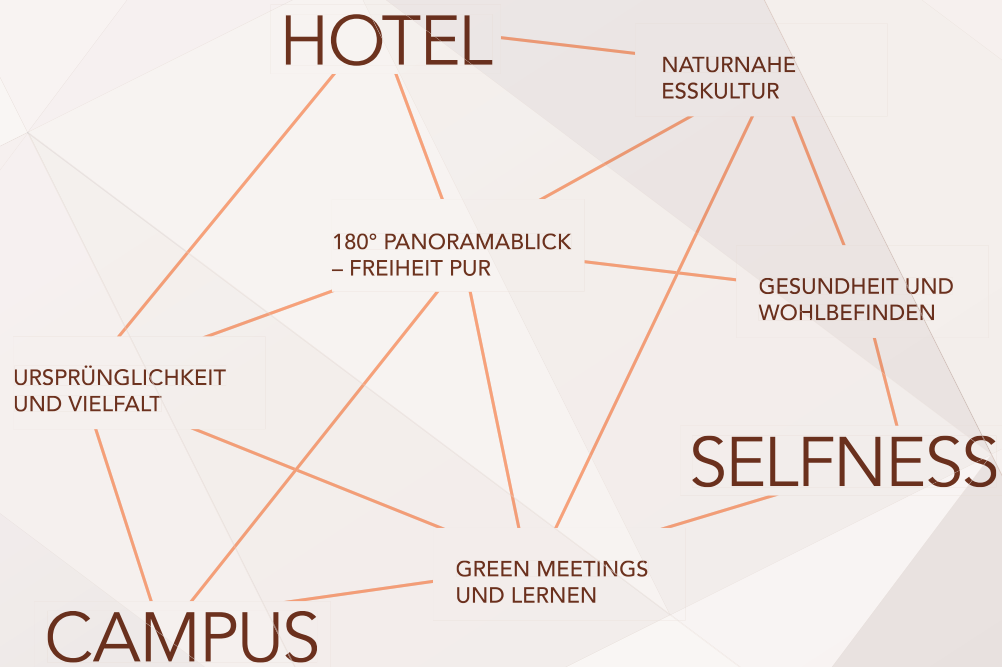 HOTEL
NATURNAHE
ESSKULTUR
180° PANORAMABLICK
– FREIHEIT PUR
GESUNDHEIT UND
WOHLBEFINDEN
URSPRÜNGLICHKEIT
UND VIELFALT
SELFNESS
GREEN MEETINGS
UND LERNEN
CAMPUS